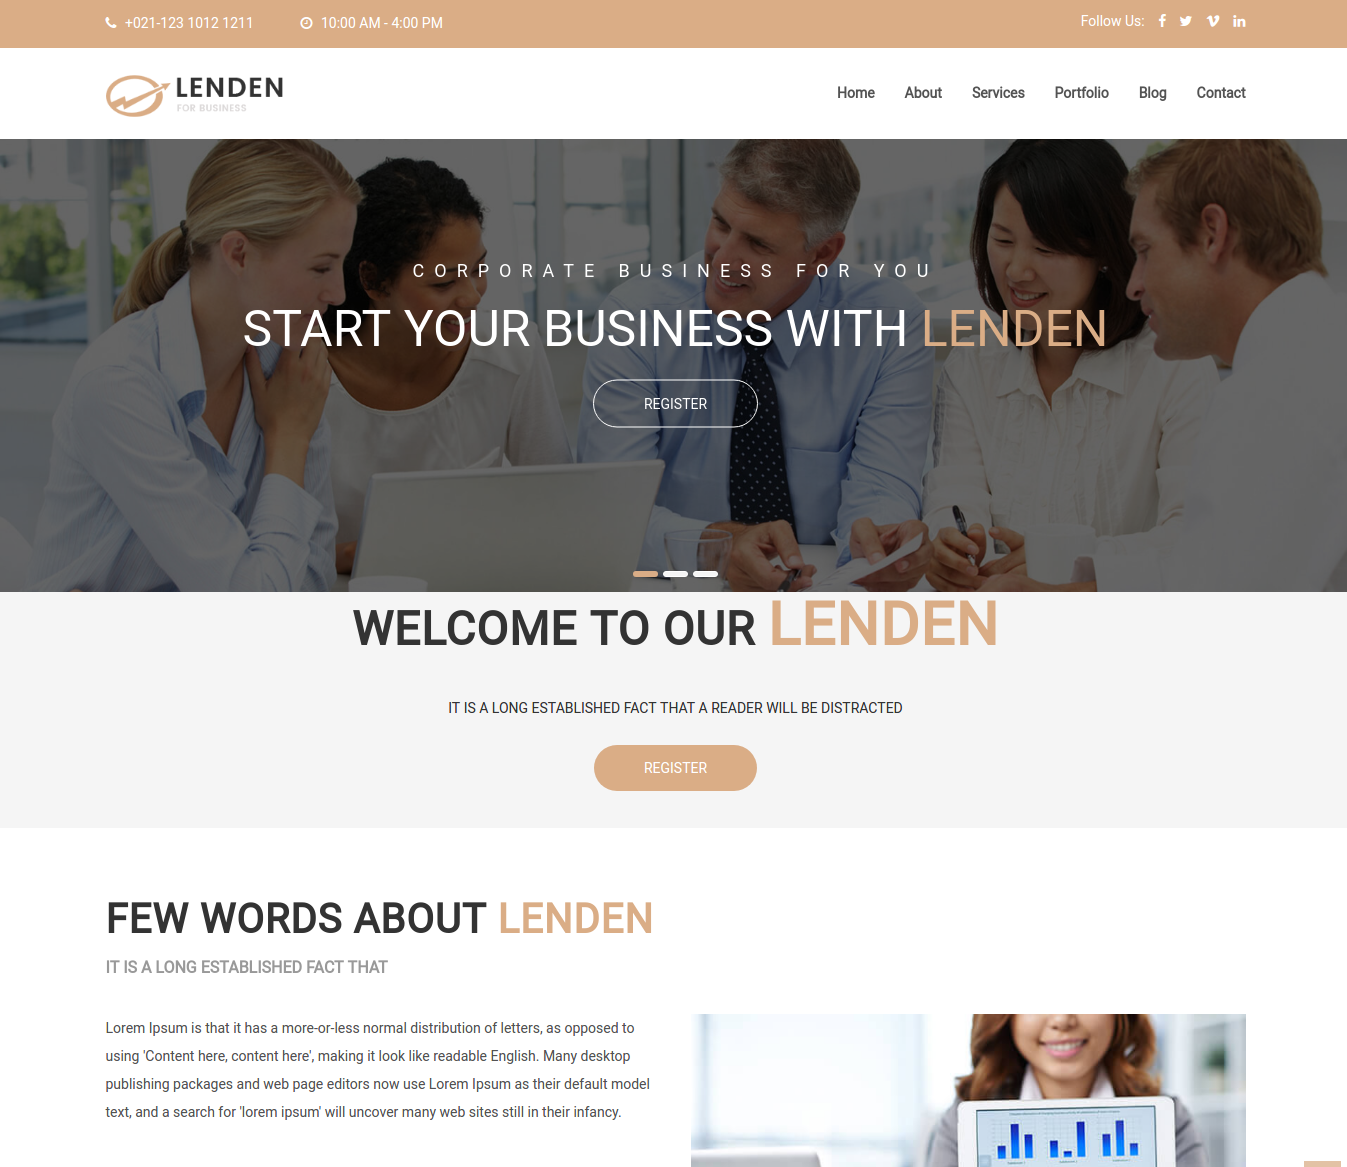 +021-123 1012 1211
10:00 AM - 4:00 PM
Follow Us:
LENDEN
FOR BUSINESS
Home
About
Services
Portfolio
Blog
Contact
CORPORATE BUSINESS FOR YOU
START YOUR BUSINESS WITH LENDEN
REGISTER
WELCOME TO OUR LENDEN
IT IS A LONG ESTABLISHED FACT THAT A READER WILL BE DISTRACTED
REGISTER
FEW WORDS ABOUT LENDEN
IT IS A LONG ESTABLISHED FACT THAT
Lorem Ipsum is that it has a more-or-less normal distribution of letters, as opposed to
using 'Content here, content here', making it look like readable English. Many desktop
publishing packages and web page editors now use Lorem Ipsum as their default model
text, and a search for 'lorem ipsum' will uncover many web sites still in their infancy.